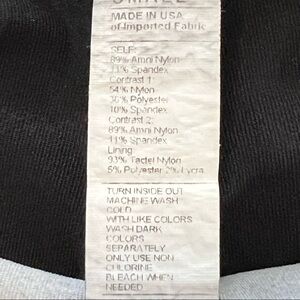 SMALL
MADE IN USA
of Imported Fabric
SELF:
89% Amni Nylon
11% Spandex
Contrast 1:
54% Nylon
36% Polyester
10% Spandex
Contrast 2:
89% Amni Nylon
11% Spandex
Lining:
93% Tactel Nylon
5% Polyester 2% Lycra
TURN INSIDE OUT
MACHINE WASH
COLD
WITH LIKE COLORS
WASH DARK
COLORS
SEPARATELY
ONLY USE NON
CHLORINE
BLEACH WHEN
NEEDED